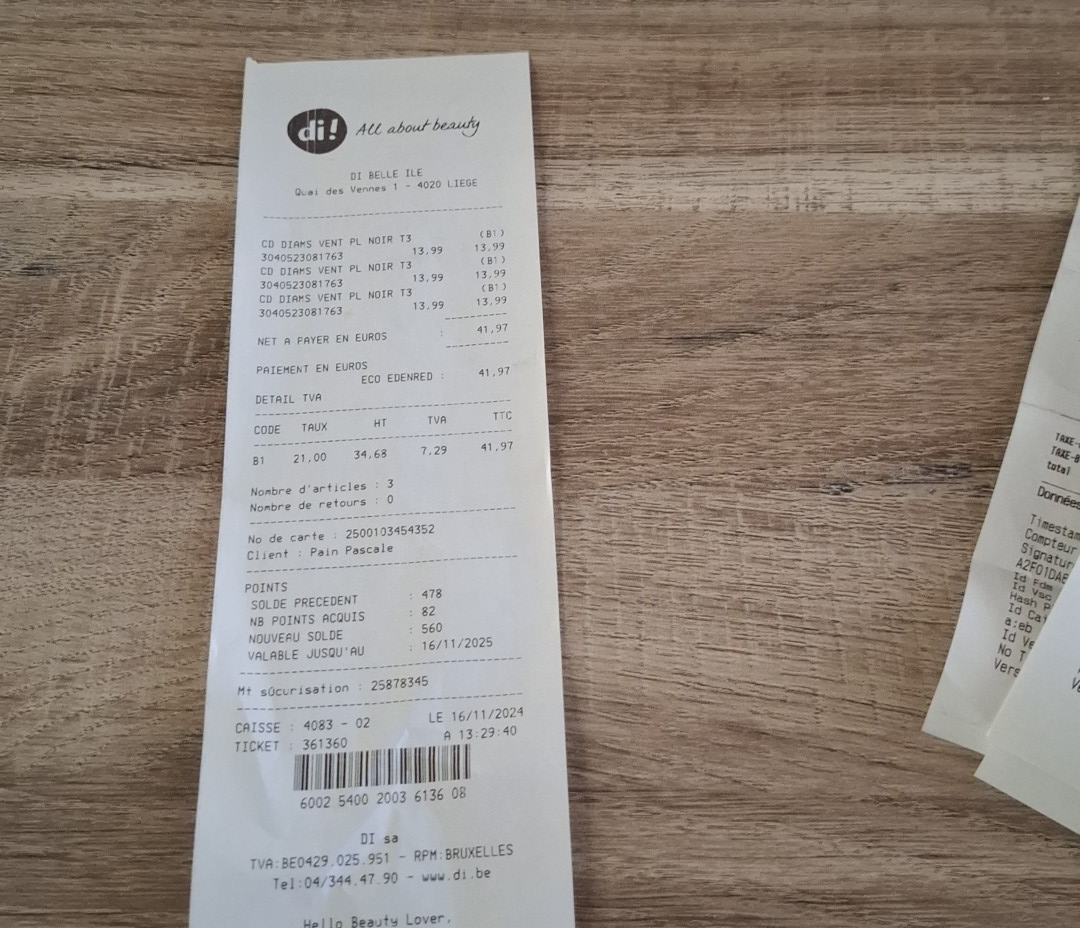 di! All about beauty
DI BELLE ILE
Quai des Vennes 1 - 4020 LIEGE
CD DIAMS VENT PL NOIR T3 (B1)
3040523081763 13,99 13,99
CD DIAMS VENT PL NOIR T3 (B1)
3040523081763 13,99 13,99
CD DIAMS VENT PL NOIR T3 (B1)
3040523081763 13,99 13,99
NET A PAYER EN EUROS : 41,97
PAIEMENT EN EUROS
ECO EDENRED : 41,97
DETAIL TVA
CODE TAUX HT TVA TTC
B1 21,00 34,68 7,29 41,97
Nombre d'articles : 3
Nombre de retours : 0
No de carte : 2500103454352
Client : Pain Pascale
POINTS
SOLDE PRECEDENT : 478
NB POINTS ACQUIS : 82
NOUVEAU SOLDE : 560
VALABLE JUSQU'AU : 16/11/2025
Mt sûcurisation : 25878345
CAISSE : 4083 - 02 LE 16/11/2024
TICKET : 361360 A 13:29:40
6002 5400 2003 6136 08
DI sa
TVA:BE0429.025.951 - RPM:BRUXELLES
Tel:04/344.47.90 - www.di.be
Hello Beauty Lover,
total
Id Fdm
Id Vsc
a:eb